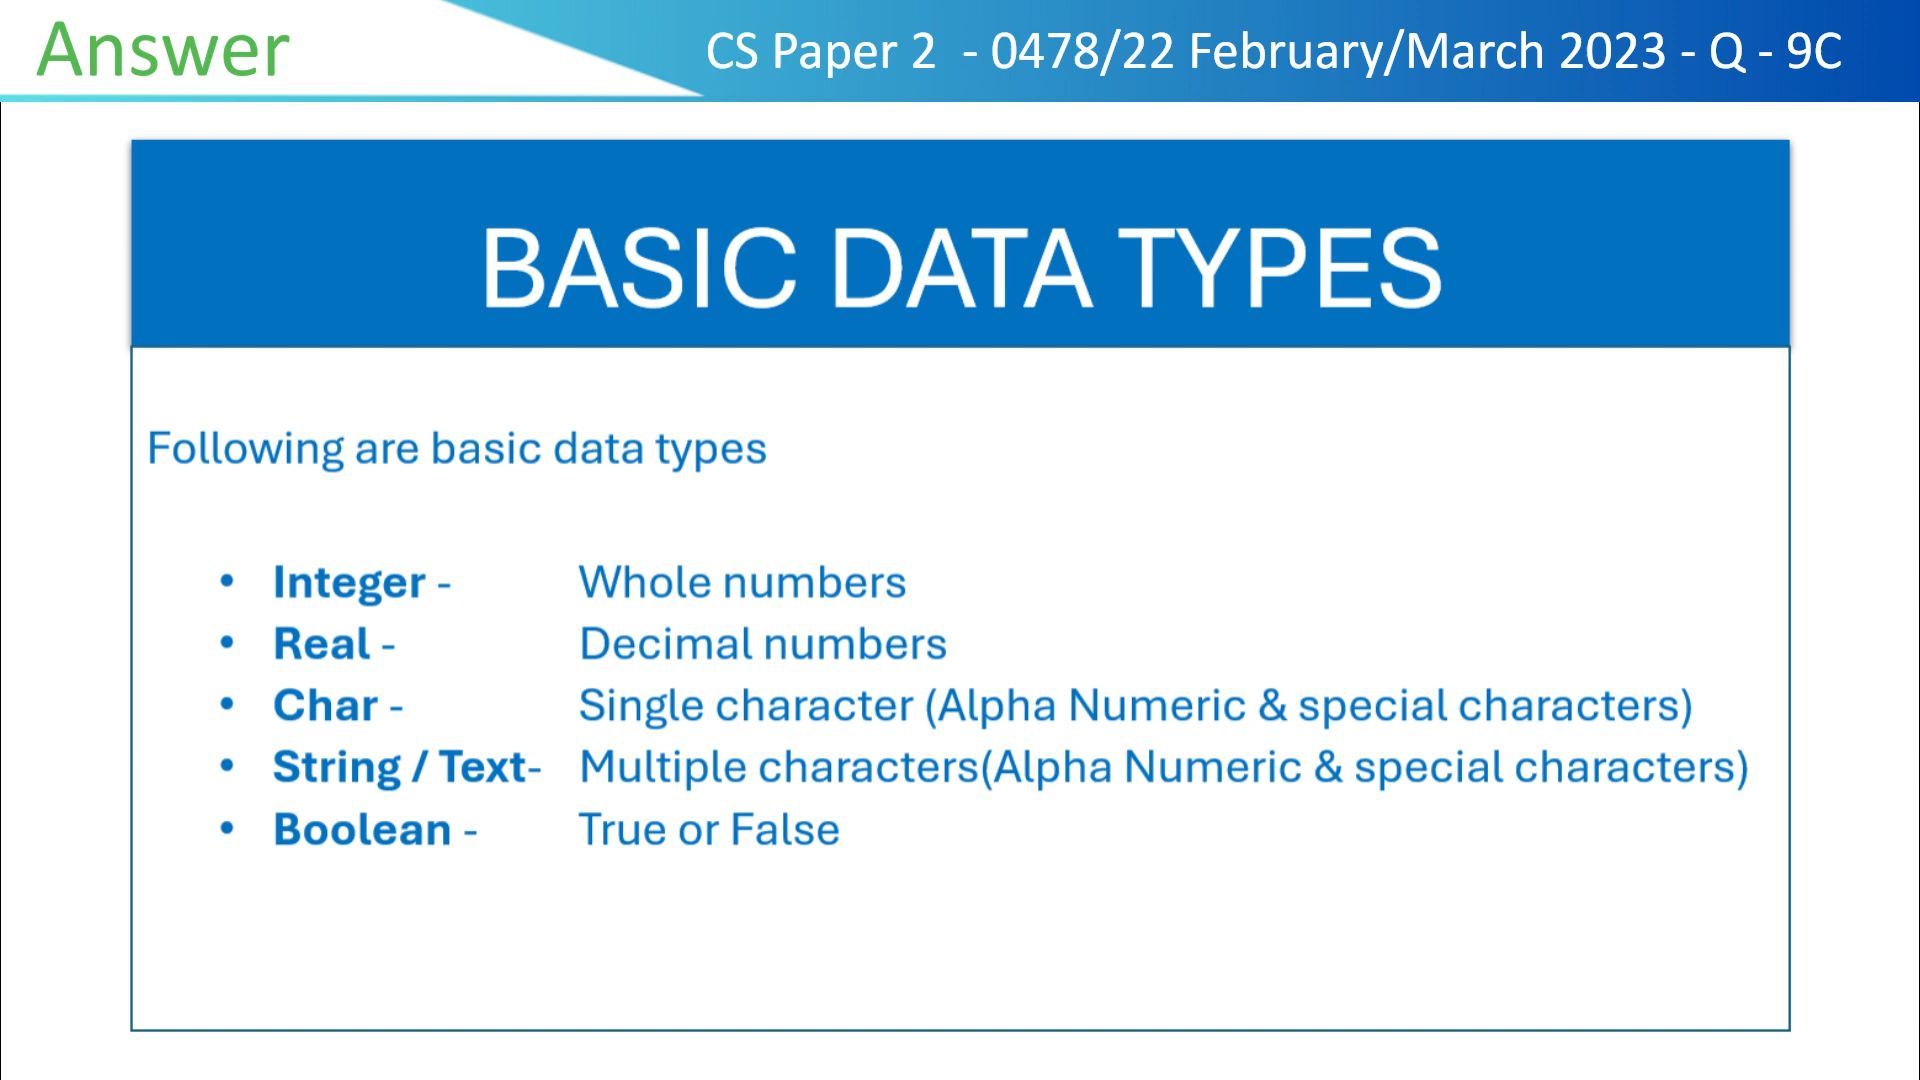 Answer
CS Paper 2 - 0478/22 February/March 2023 - Q - 9C
BASIC DATA TYPES
Following are basic data types
• Integer - Whole numbers
• Real - Decimal numbers
• Char - Single character (Alpha Numeric & special characters)
• String / Text- Multiple characters(Alpha Numeric & special characters)
• Boolean - True or False